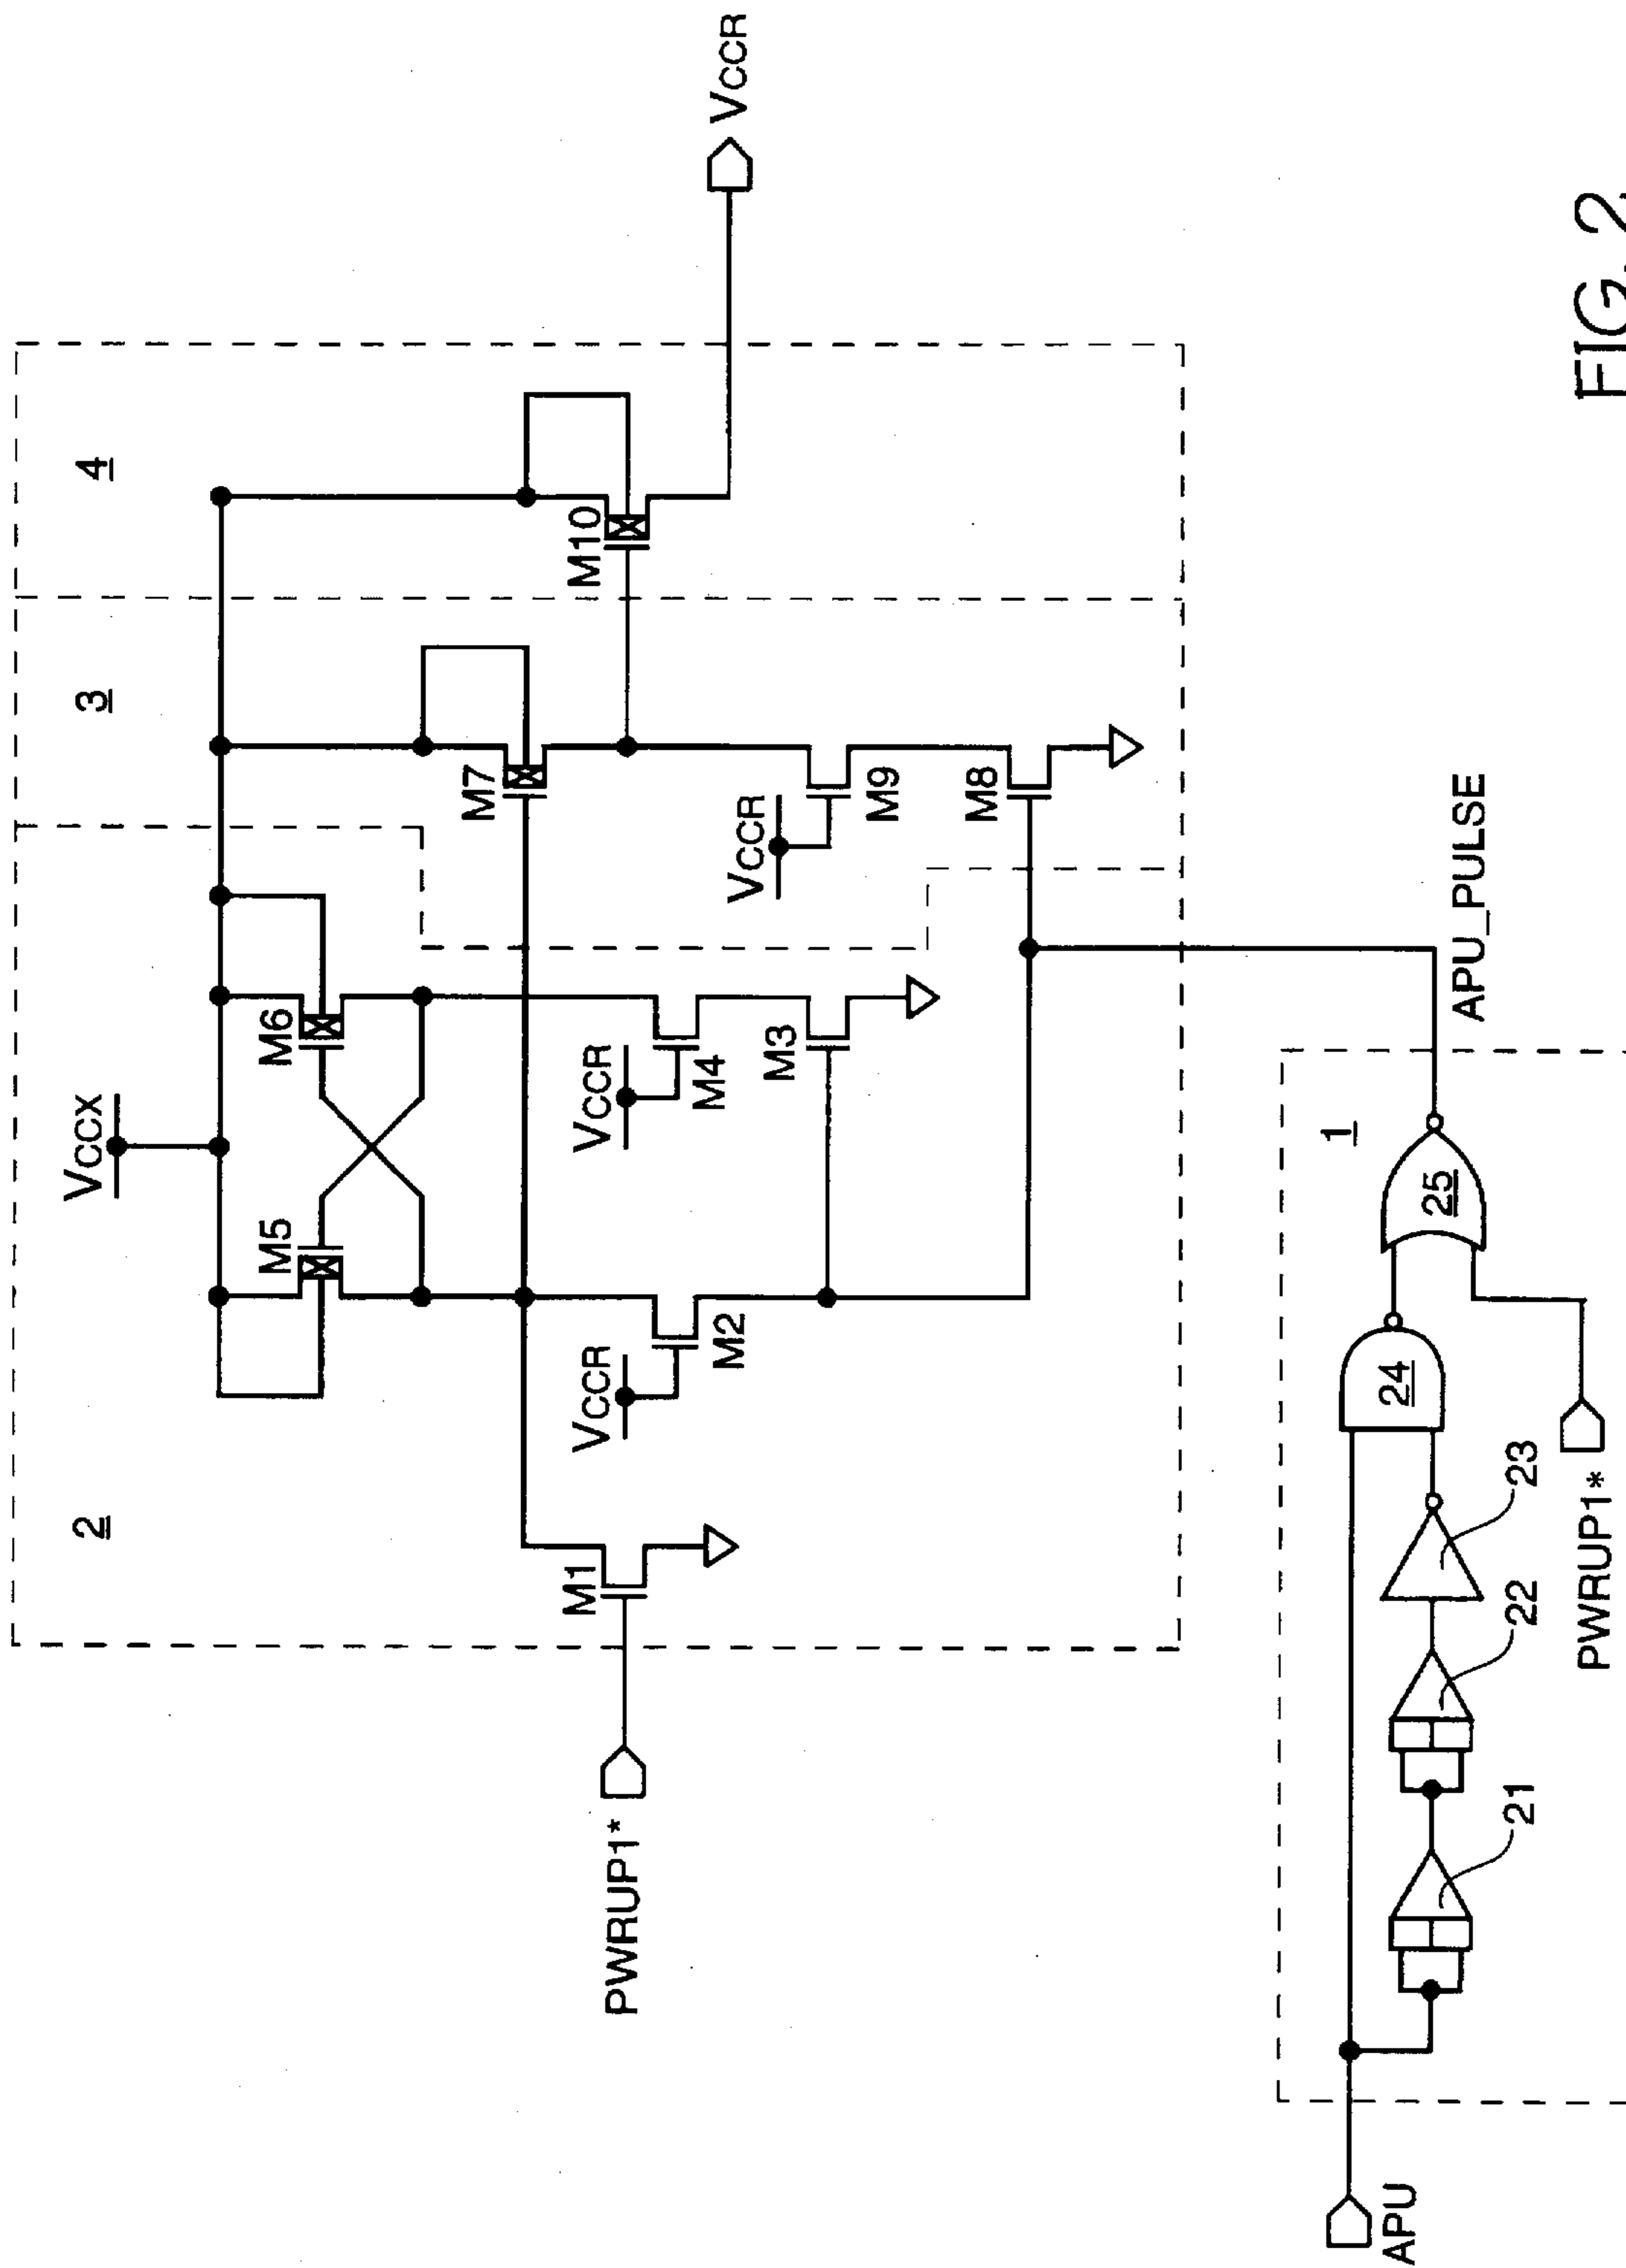 VCCX
2
3
4
M5
M6
M7
M10
VCCR
VCCR
VCCR
M1
M2
M4
M3
M9
M8
VCCR
PWRUP1*
APU_PULSE
1
APU
21
22
23
24
25
PWRUP1*
FIG. 2